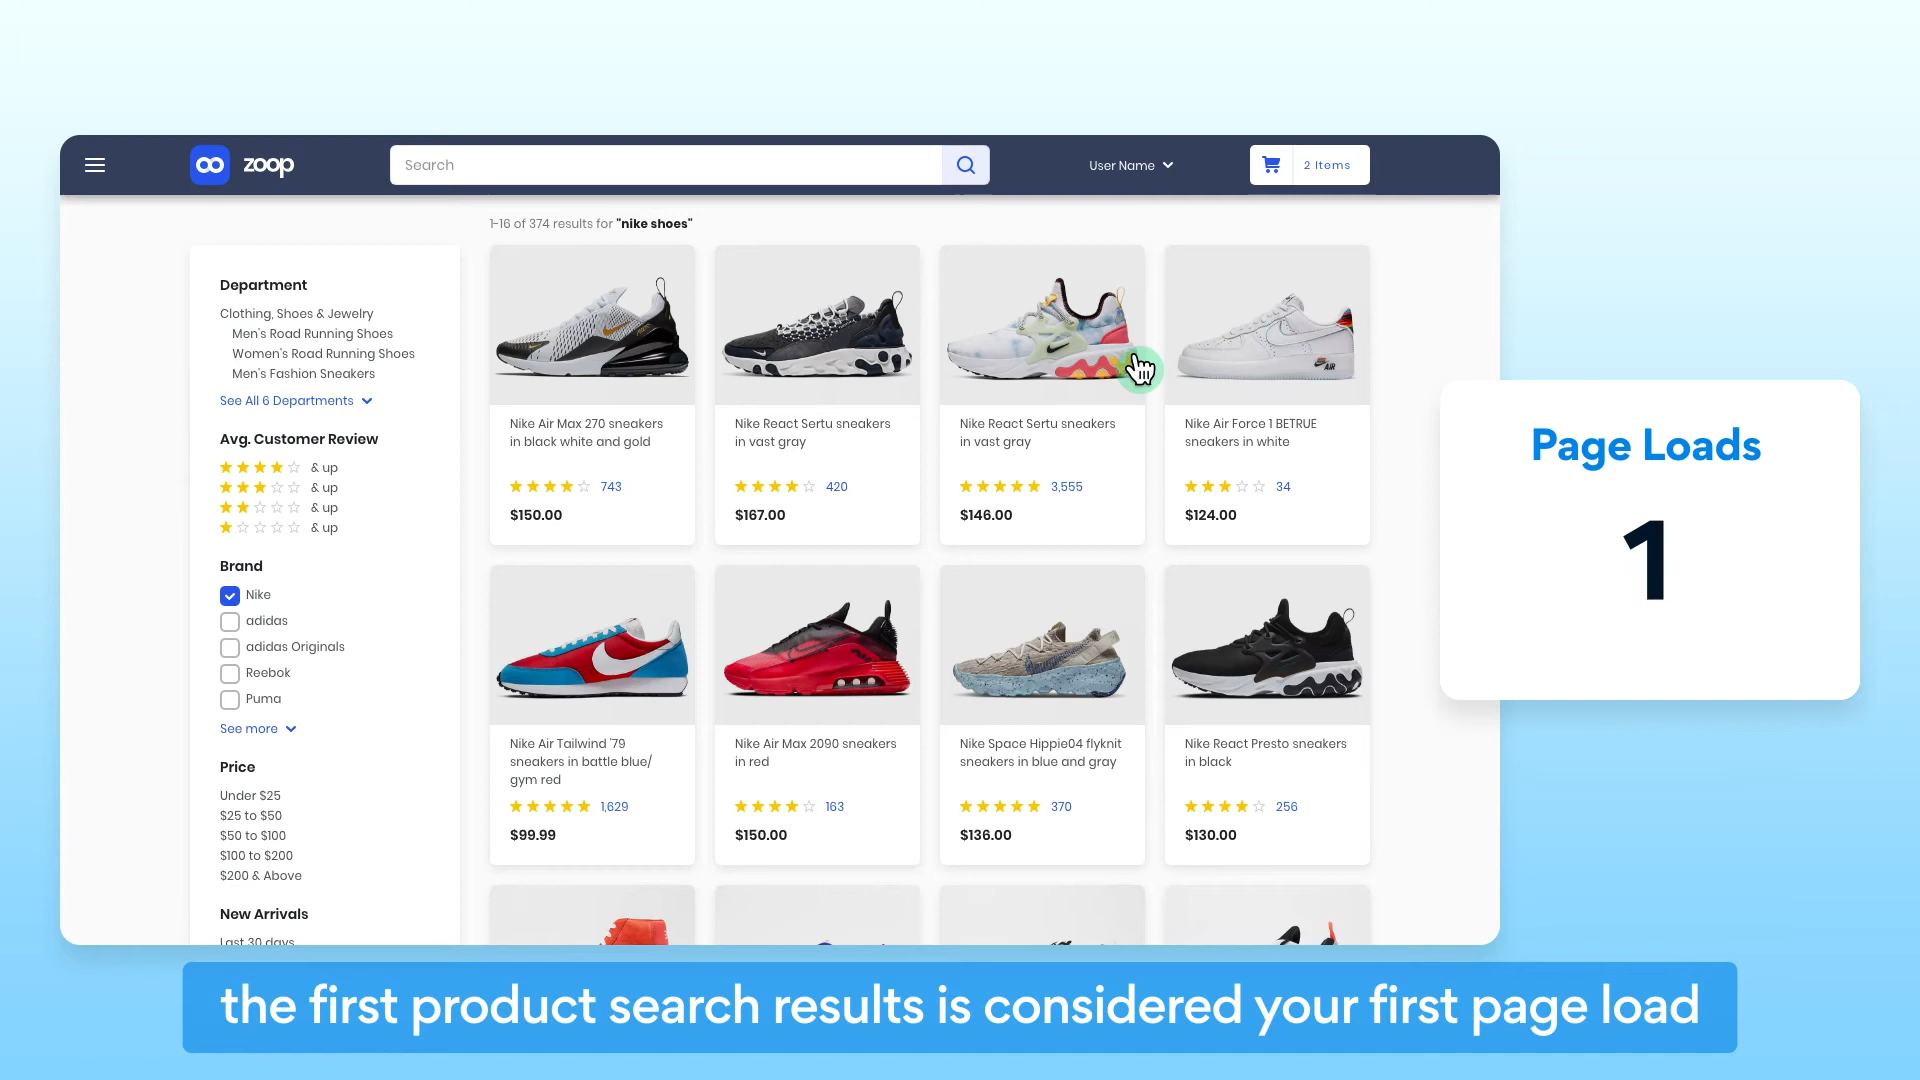 zoop
Search
User Name
2 Items
1-16 of 374 results for "nike shoes"
Department
Clothing, Shoes & Jewelry
Men's Road Running Shoes
Women's Road Running Shoes
Men's Fashion Sneakers
See All 6 Departments
Avg. Customer Review
& up
& up
& up
& up
Brand
Nike
adidas
adidas Originals
Reebok
Puma
See more
Price
Under $25
$25 to $50
$50 to $100
$100 to $200
$200 & Above
New Arrivals
Last 30 days
Nike Air Max 270 sneakers
in black white and gold
743
$150.00
Nike React Sertu sneakers
in vast gray
420
$167.00
Nike React Sertu sneakers
in vast gray
3,555
$146.00
Nike Air Force 1 BETRUE
sneakers in white
34
$124.00
Nike Air Tailwind '79
sneakers in battle blue/
gym red
1,629
$99.99
Nike Air Max 2090 sneakers
in red
163
$150.00
Nike Space Hippie04 flyknit
sneakers in blue and gray
370
$136.00
Nike React Presto sneakers
in black
256
$130.00
Page Loads
1
the first product search results is considered your first page load